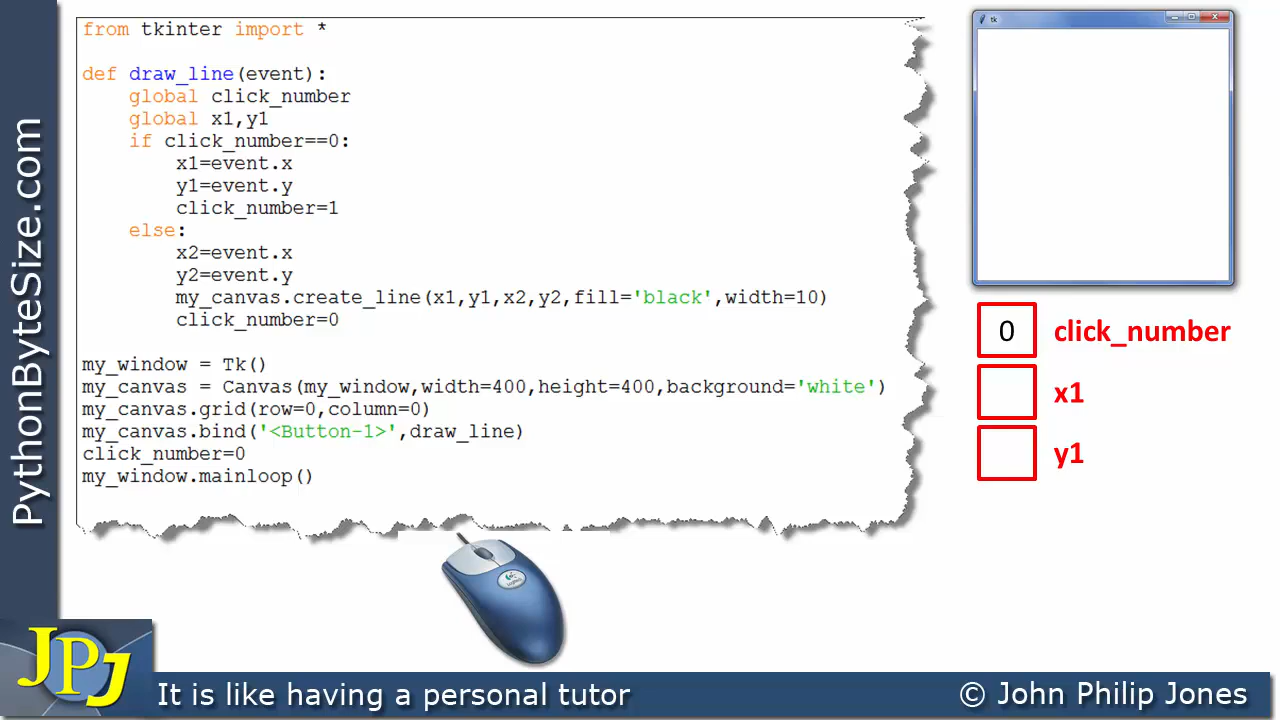 PythonByteSize.com
from tkinter import *
def draw_line(event):
    global click_number
    global x1,y1
    if click_number==0:
        x1=event.x
        y1=event.y
        click_number=1
    else:
        x2=event.x
        y2=event.y
        my_canvas.create_line(x1,y1,x2,y2,fill='black',width=10)
        click_number=0
my_window = Tk()
my_canvas = Canvas(my_window,width=400,height=400,background='white')
my_canvas.grid(row=0,column=0)
my_canvas.bind('<Button-1>',draw_line)
click_number=0
my_window.mainloop()
tk
0 click_number
x1
y1
Logitech
JPJ
It is like having a personal tutor
© John Philip Jones